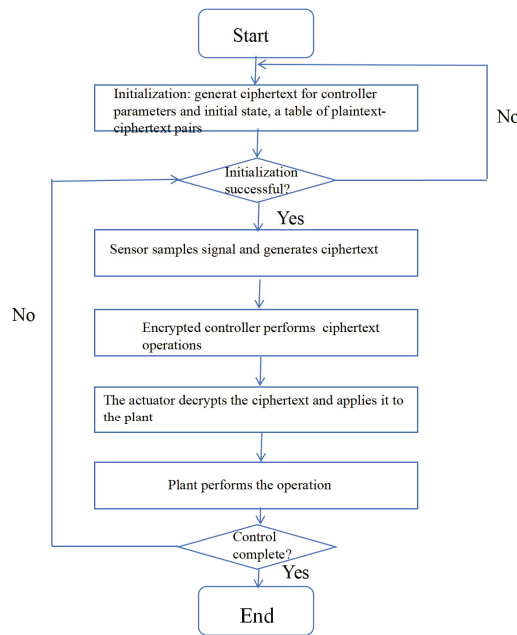 Start
Initialization: generat ciphertext for controller
parameters and initial state, a table of plaintext-
ciphertext pairs
No
Initialization
successful?
Yes
Sensor samples signal and generates ciphertext
No
Encrypted controller performs ciphertext
operations
The actuator decrypts the ciphertext and applies it to
the plant
Plant performs the operation
Control
complete?
Yes
End